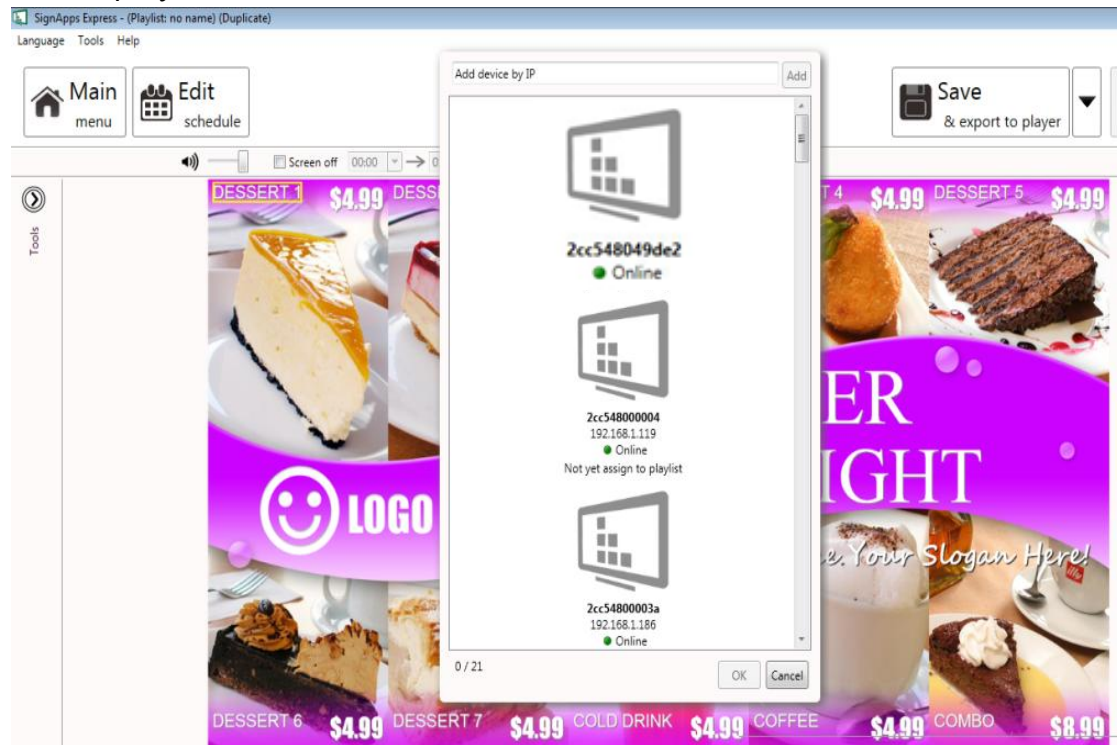 SignApps Express - (Playlist: no name) (Duplicate)
Language Tools Help
Main
menu
Edit
schedule
Add device by IP
Add
Save
& export to player
Screen off 00:00
Tools
DESSERT 1 $4.99
$4.99
DESSERT 5 $4.99
2cc548049de2
Online
2cc548000004
192.168.1.119
Online
Not yet assign to playlist
2cc54800003a
192.168.1.186
Online
0 / 21
OK
Cancel
LOGO
Your Slogan Here!
illy
DESSERT 6 $4.99
DESSERT 7 $4.99
COLD DRINK $4.99
COFFEE $4.99
COMBO $8.99